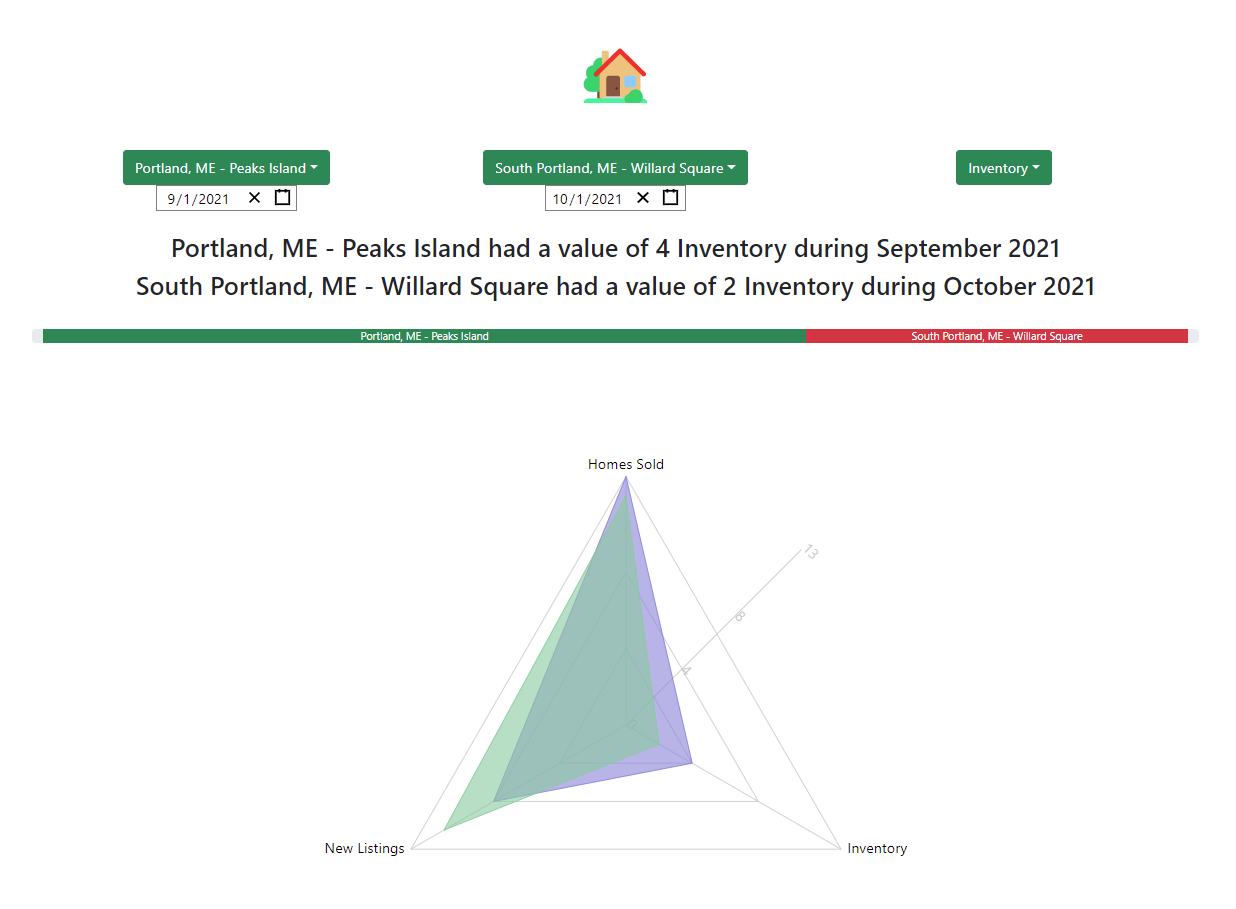 Portland, ME - Peaks Island South Portland, ME - Willard Square Inventory
9/1/2021 10/1/2021
Portland, ME - Peaks Island had a value of 4 Inventory during September 2021
South Portland, ME - Willard Square had a value of 2 Inventory during October 2021
Portland, ME - Peaks Island South Portland, ME - Willard Square
Homes Sold
13
8
4
0
New Listings Inventory